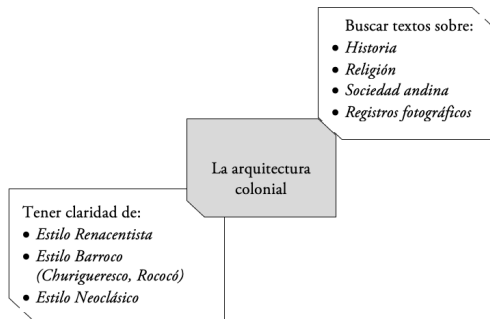 Buscar textos sobre:
• Historia
• Religión
• Sociedad andina
• Registros fotográficos
La arquitectura
colonial
Tener claridad de:
• Estilo Renacentista
• Estilo Barroco
(Churigueresco, Rococó)
• Estilo Neoclásico